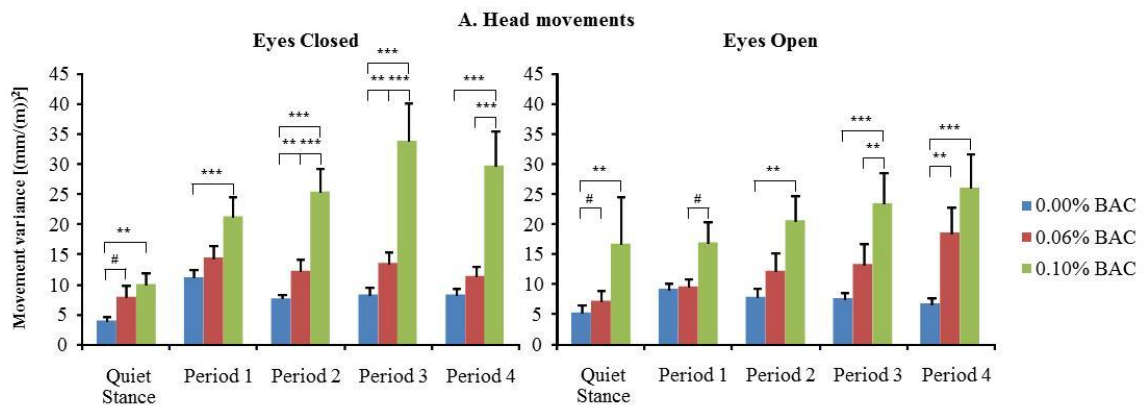 A. Head movements
Eyes Closed
Eyes Open
Movement variance [(mm/(m))²]
45
40
35
30
25
20
15
10
5
0
**
#
***
***
** ***
***
** ***
***
***
Quiet Stance
Period 1
Period 2
Period 3
Period 4
45
40
35
30
25
20
15
10
5
0
**
#
#
**
***
**
***
**
Quiet Stance
Period 1
Period 2
Period 3
Period 4
0.00% BAC
0.06% BAC
0.10% BAC